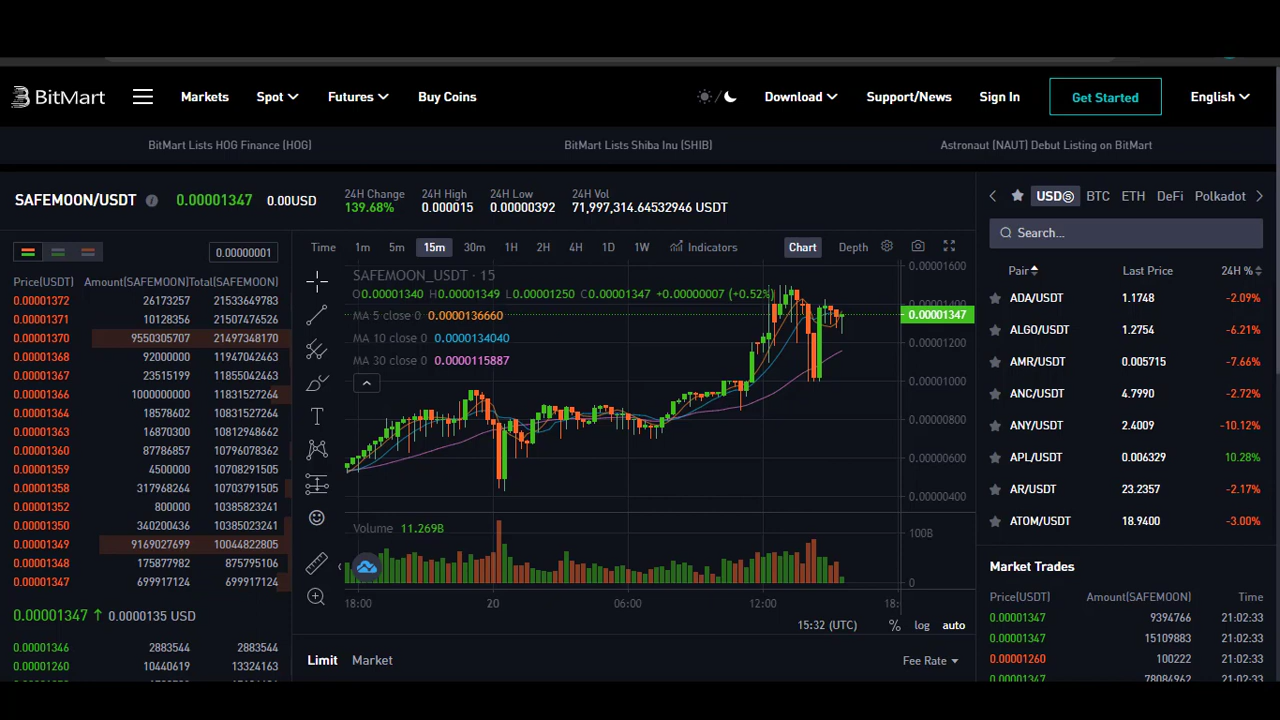 BitMart
Markets
Spot
Futures
Buy Coins
Download
Support/News
Sign In
Get Started
English
BitMart Lists HOG Finance (HOG)
BitMart Lists Shiba Inu (SHIB)
Astronaut (NAUT) Debut Listing on BitMart
SAFEMOON/USDT
0.00001347
0.00USD
24H Change
139.68%
24H High
0.000015
24H Low
0.00000392
24H Vol
71,997,314.64532946 USDT
0.00000001
Price(USDT) Amount(SAFEMOON) Total(SAFEMOON)
0.00001372 26173257 21533649783
0.00001371 10128356 21507476526
0.00001370 9550305707 21497348170
0.00001368 92000000 11947042463
0.00001367 23515199 11855042463
0.00001366 1000000000 11831527264
0.00001364 18578602 10831527264
0.00001363 16870300 10812948662
0.00001360 87786857 10796078362
0.00001359 4500000 10708291505
0.00001358 317968264 10703791505
0.00001352 800000 10385823241
0.00001350 340200436 10385023241
0.00001349 9169027699 10044822805
0.00001348 175877982 875795106
0.00001347 699917124 699917124
0.00001347 ↑ 0.0000135 USD
0.00001346 2883544 2883544
0.00001260 10440619 13324163
Time 1m 5m 15m 30m 1H 2H 4H 1D 1W Indicators Chart Depth
SAFEMOON_USDT · 15
O0.00001340 H0.00001349 L0.00001250 C0.00001347 +0.00000007 (+0.52%)
MA 5 close 0 0.0000136660
MA 10 close 0 0.0000134040
MA 30 close 0 0.0000115887
0.00001600
0.00001347
0.00001200
0.00001000
0.00000800
0.00000600
0.00000400
Volume 11.269B
100B
0
18:00 20 06:00 12:00 18:
15:32 (UTC) % log auto
Limit Market Fee Rate
USDⓈ BTC ETH DeFi Polkadot
Search...
Pair Last Price 24H %
ADA/USDT 1.1748 -2.09%
ALGO/USDT 1.2754 -6.21%
AMR/USDT 0.005715 -7.66%
ANC/USDT 4.7990 -2.72%
ANY/USDT 2.4009 -10.12%
APL/USDT 0.006329 10.28%
AR/USDT 23.2357 -2.17%
ATOM/USDT 18.9400 -3.00%
Market Trades
Price(USDT) Amount(SAFEMOON) Time
0.00001347 9394766 21:02:33
0.00001347 15109883 21:02:33
0.00001260 100222 21:02:33
0.00001347 78084962 21:02:33